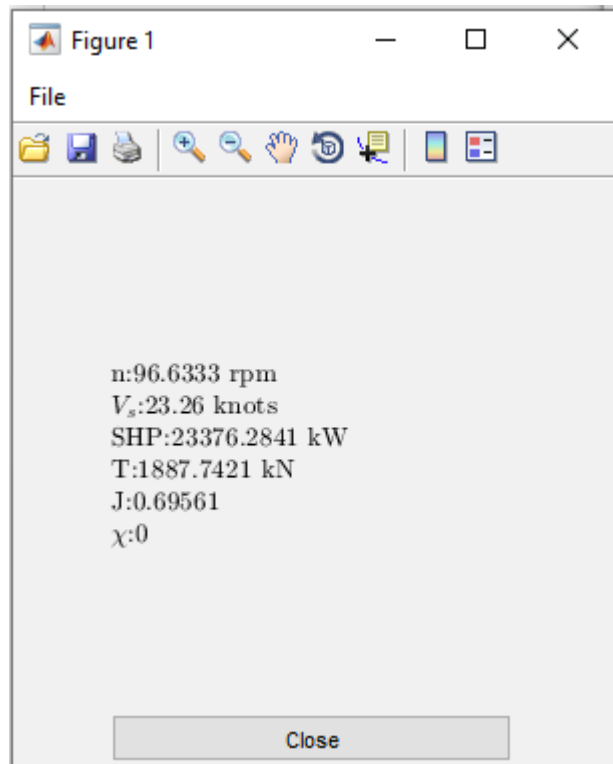 Figure 1
File
n:96.6333 rpm
Vₛ:23.26 knots
SHP:23376.2841 kW
T:1887.7421 kN
J:0.69561
χ:0
Close